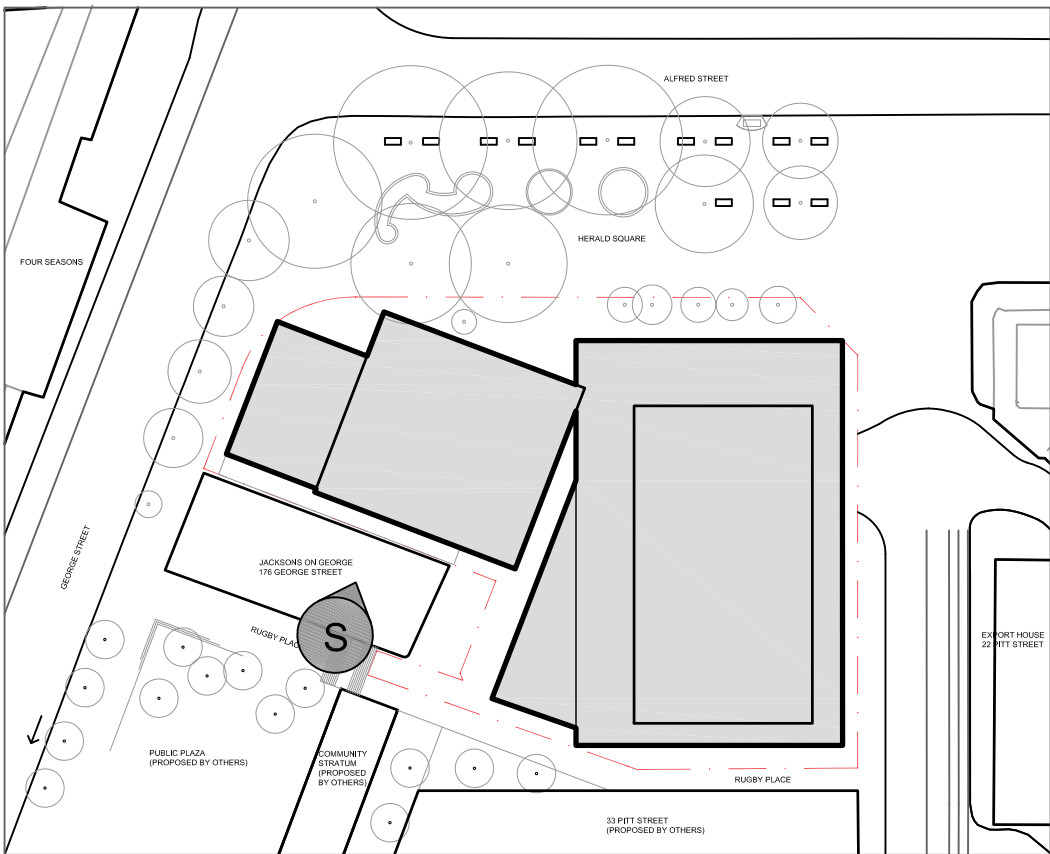 ALFRED STREET
HERALD SQUARE
FOUR SEASONS
GEORGE STREET
JACKSONS ON GEORGE
176 GEORGE STREET
RUGBY PLAC
S
EXPORT HOUSE
22 PITT STREET
PUBLIC PLAZA
(PROPOSED BY OTHERS)
COMMUNITY
STRATUM
(PROPOSED
BY OTHERS)
RUGBY PLACE
33 PITT STREET
(PROPOSED BY OTHERS)